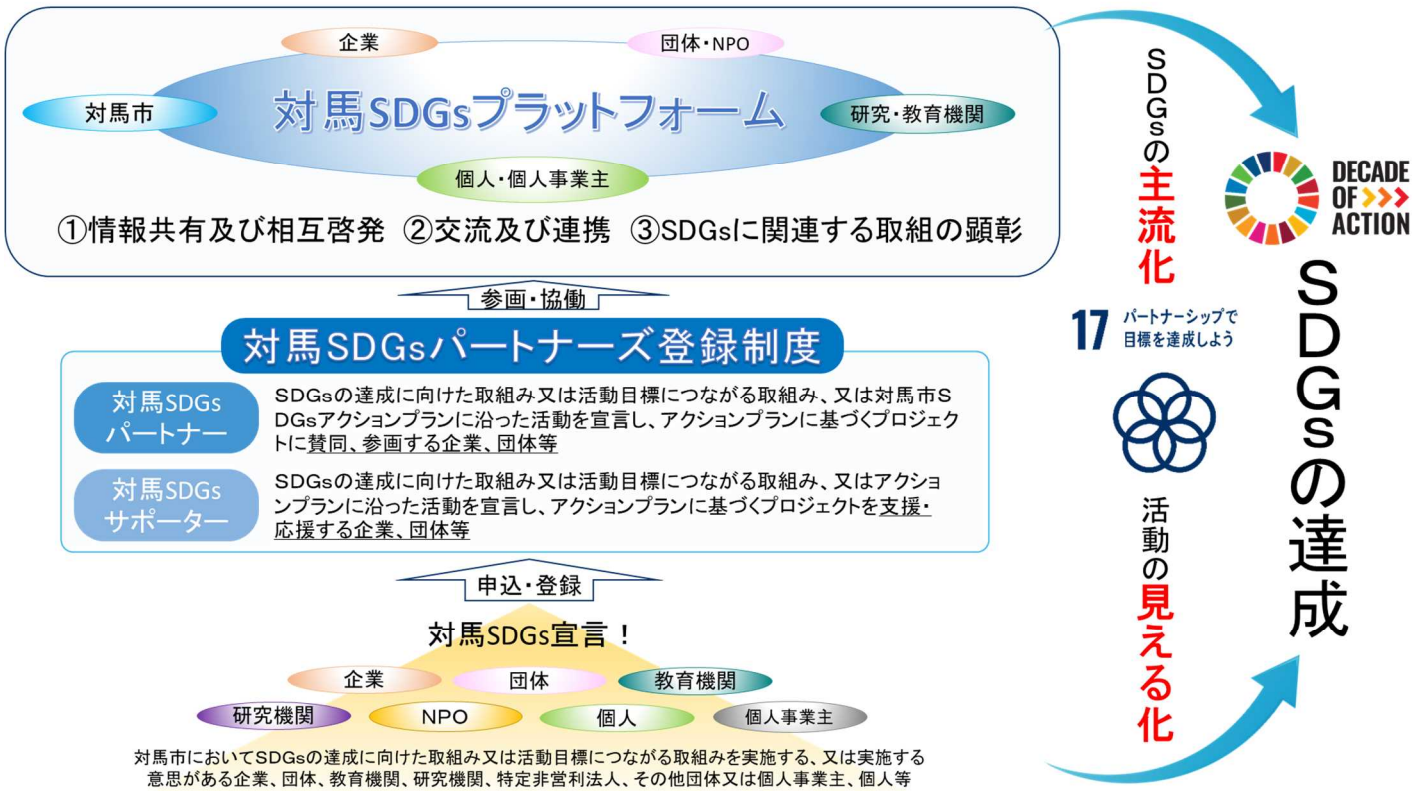 企業
団体・NPO
対馬市
対馬SDGsプラットフォーム
研究・教育機関
個人・個人事業主
①情報共有及び相互啓発 ②交流及び連携 ③SDGsに関連する取組の顕彰
参画・協働
対馬SDGsパートナーズ登録制度
対馬SDGs
パートナー
SDGsの達成に向けた取組み又は活動目標につながる取組み、又は対馬市S
DGsアクションプランに沿った活動を宣言し、アクションプランに基づくプロジェク
トに賛同、参画する企業、団体等
対馬SDGs
サポーター
SDGsの達成に向けた取組み又は活動目標につながる取組み、又はアクショ
ンプランに沿った活動を宣言し、アクションプランに基づくプロジェクトを支援・
応援する企業、団体等
申込・登録
対馬SDGs宣言！
企業
団体
教育機関
研究機関
NPO
個人
個人事業主
対馬市においてSDGsの達成に向けた取組み又は活動目標につながる取組みを実施する、又は実施する
意思がある企業、団体、教育機関、研究機関、特定非営利法人、その他団体又は個人事業主、個人等
SDGsの主流化
17 パートナーシップで
目標を達成しよう
活動の見える化
DECADE
OF
ACTION
SDGsの達成